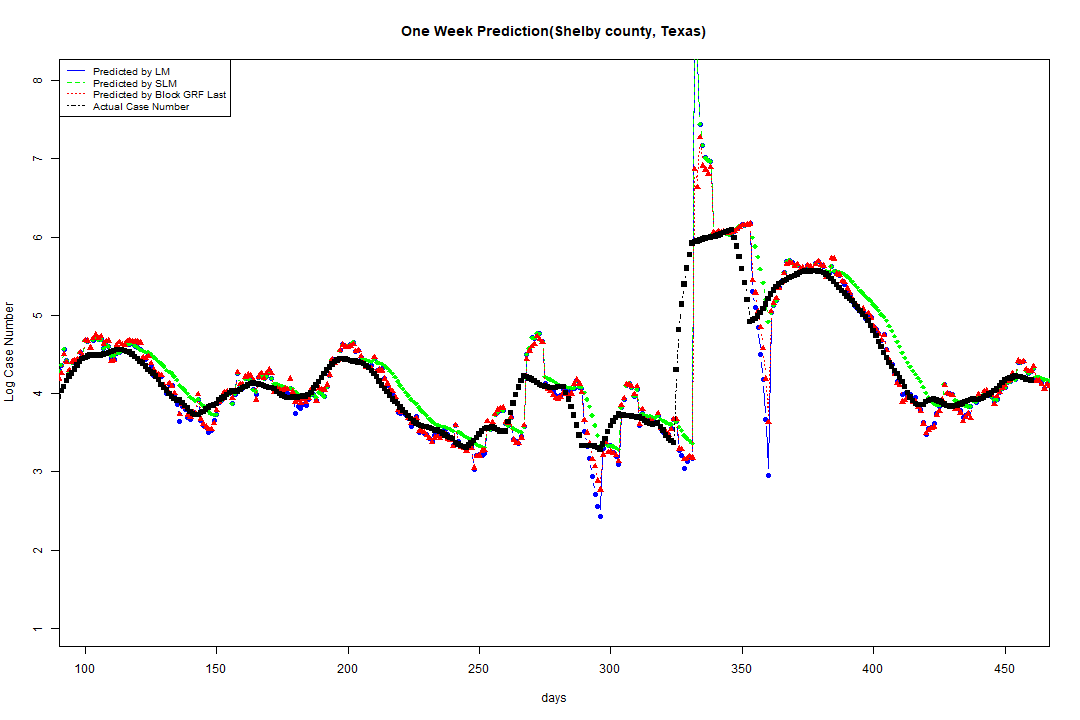 One Week Prediction(Shelby county, Texas)
Predicted by LM
Predicted by SLM
Predicted by Block GRF Last
Actual Case Number
Log Case Number
8
7
6
5
4
3
2
1
100 150 200 250 300 350 400 450
days